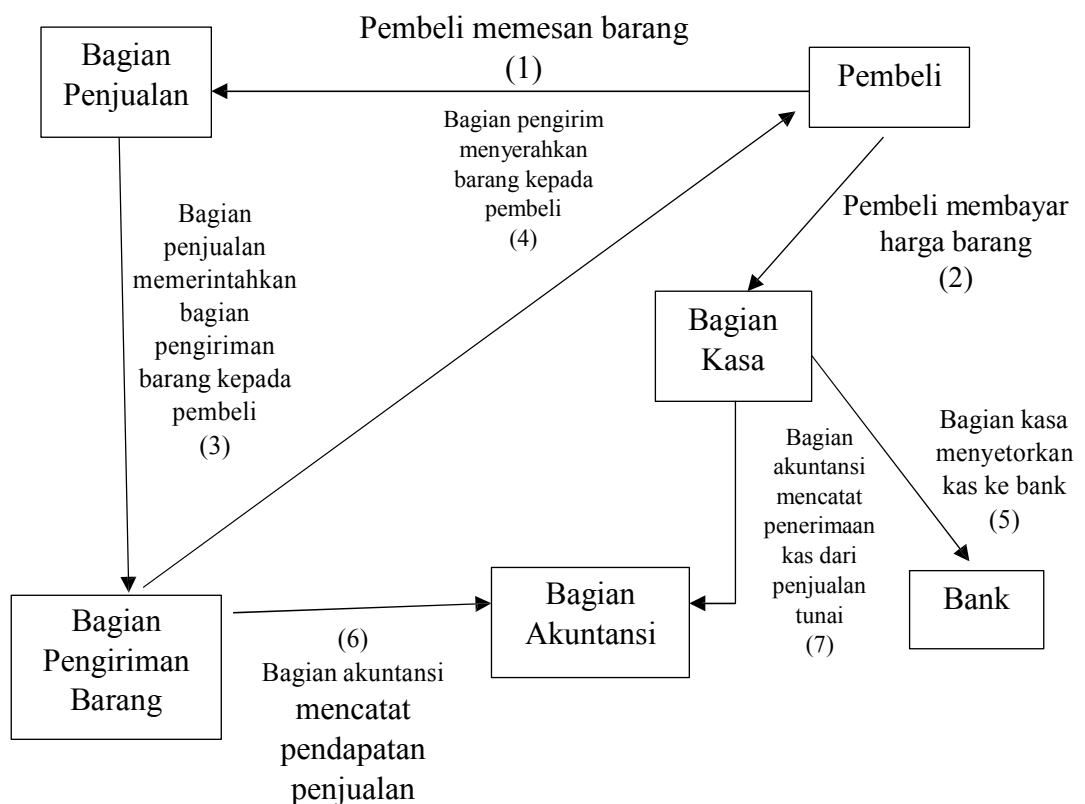 Pembeli memesan barang
(1)
Bagian
Penjualan
Pembeli
Bagian pengirim
menyerahkan
barang kepada
pembeli
(4)
Pembeli membayar
harga barang
(2)
Bagian
penjualan
memerintahkan
bagian
pengiriman
barang kepada
pembeli
(3)
Bagian
Kasa
Bagian
akuntansi
mencatat
penerimaan
kas dari
penjualan
tunai
(7)
Bagian kasa
menyetorkan
kas ke bank
(5)
Bagian
Pengiriman
Barang
Bagian
Akuntansi
Bank
(6)
Bagian akuntansi
mencatat
pendapatan
penjualan